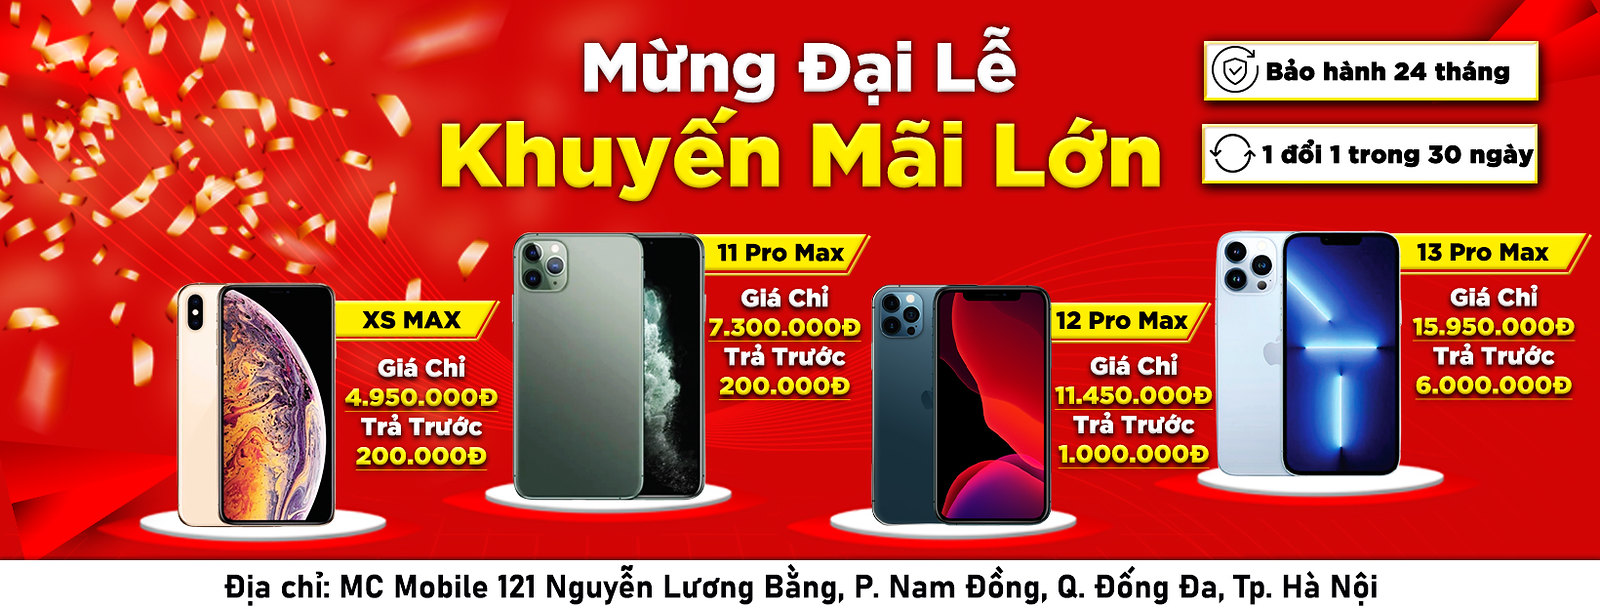 Mừng Đại Lễ
Khuyến Mãi Lớn
Bảo hành 24 tháng
1 đổi 1 trong 30 ngày
XS MAX
Giá Chỉ
4.950.000Đ
Trả Trước
200.000Đ
11 Pro Max
Giá Chỉ
7.300.000Đ
Trả Trước
200.000Đ
12 Pro Max
Giá Chỉ
11.450.000Đ
Trả Trước
1.000.000Đ
13 Pro Max
Giá Chỉ
15.950.000Đ
Trả Trước
6.000.000Đ
Địa chỉ: MC Mobile 121 Nguyễn Lương Bằng, P. Nam Đồng, Q. Đống Đa, Tp. Hà Nội